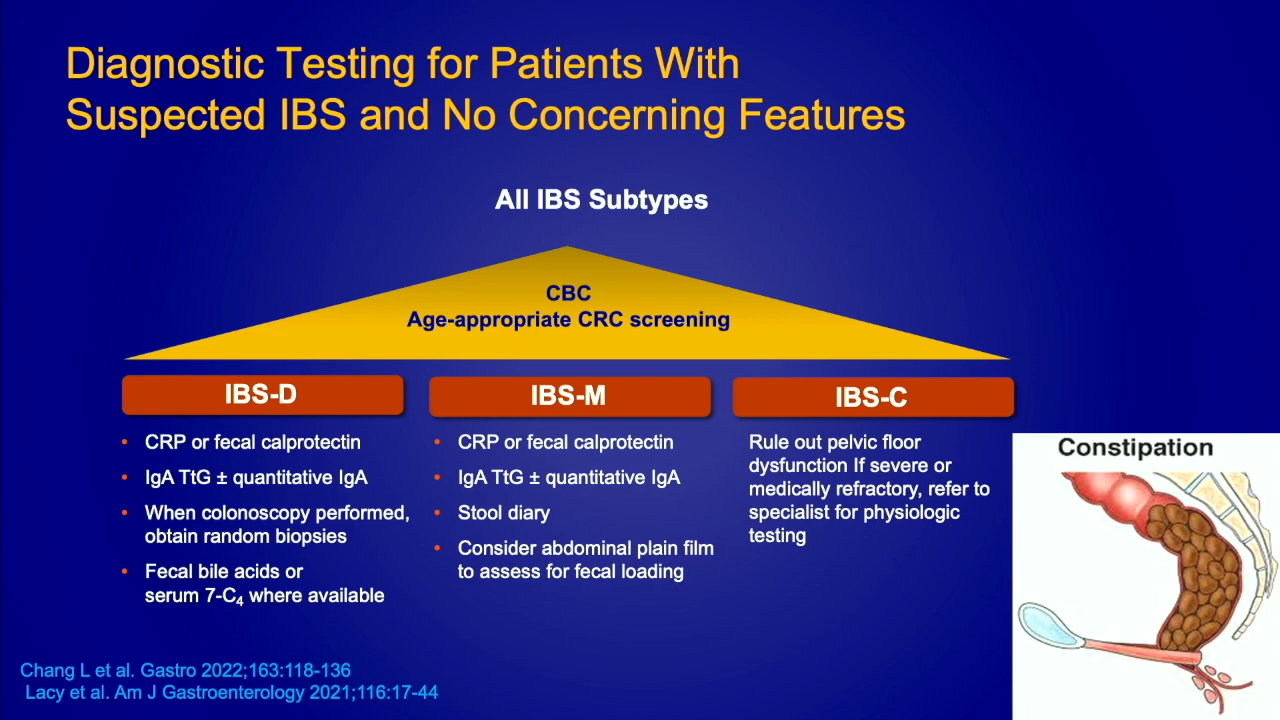 Diagnostic Testing for Patients With
Suspected IBS and No Concerning Features
All IBS Subtypes
CBC
Age-appropriate CRC screening
IBS-D
• CRP or fecal calprotectin
• IgA TtG ± quantitative IgA
• When colonoscopy performed,
obtain random biopsies
• Fecal bile acids or
serum 7-C₄ where available
IBS-M
• CRP or fecal calprotectin
• IgA TtG ± quantitative IgA
• Stool diary
• Consider abdominal plain film
to assess for fecal loading
IBS-C
Rule out pelvic floor
dysfunction If severe or
medically refractory, refer to
specialist for physiologic
testing
Constipation
Chang L et al. Gastro 2022;163:118-136
Lacy et al. Am J Gastroenterology 2021;116:17-44